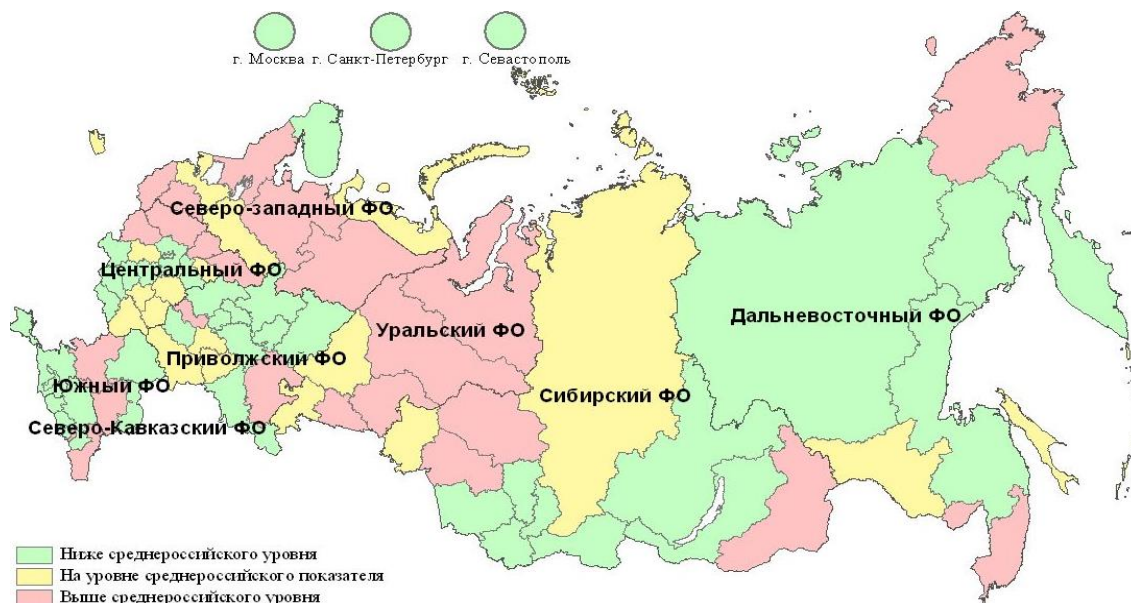 г. Москва г. Санкт-Петербург г. Севастополь
Северо-западный ФО
Центральный ФО
Уральский ФО
Дальневосточный ФО
Приволжский ФО
Южный ФО
Сибирский ФО
Северо-Кавказский ФО
Ниже среднероссийского уровня
На уровне среднероссийского показателя
Выше среднероссийского уровня